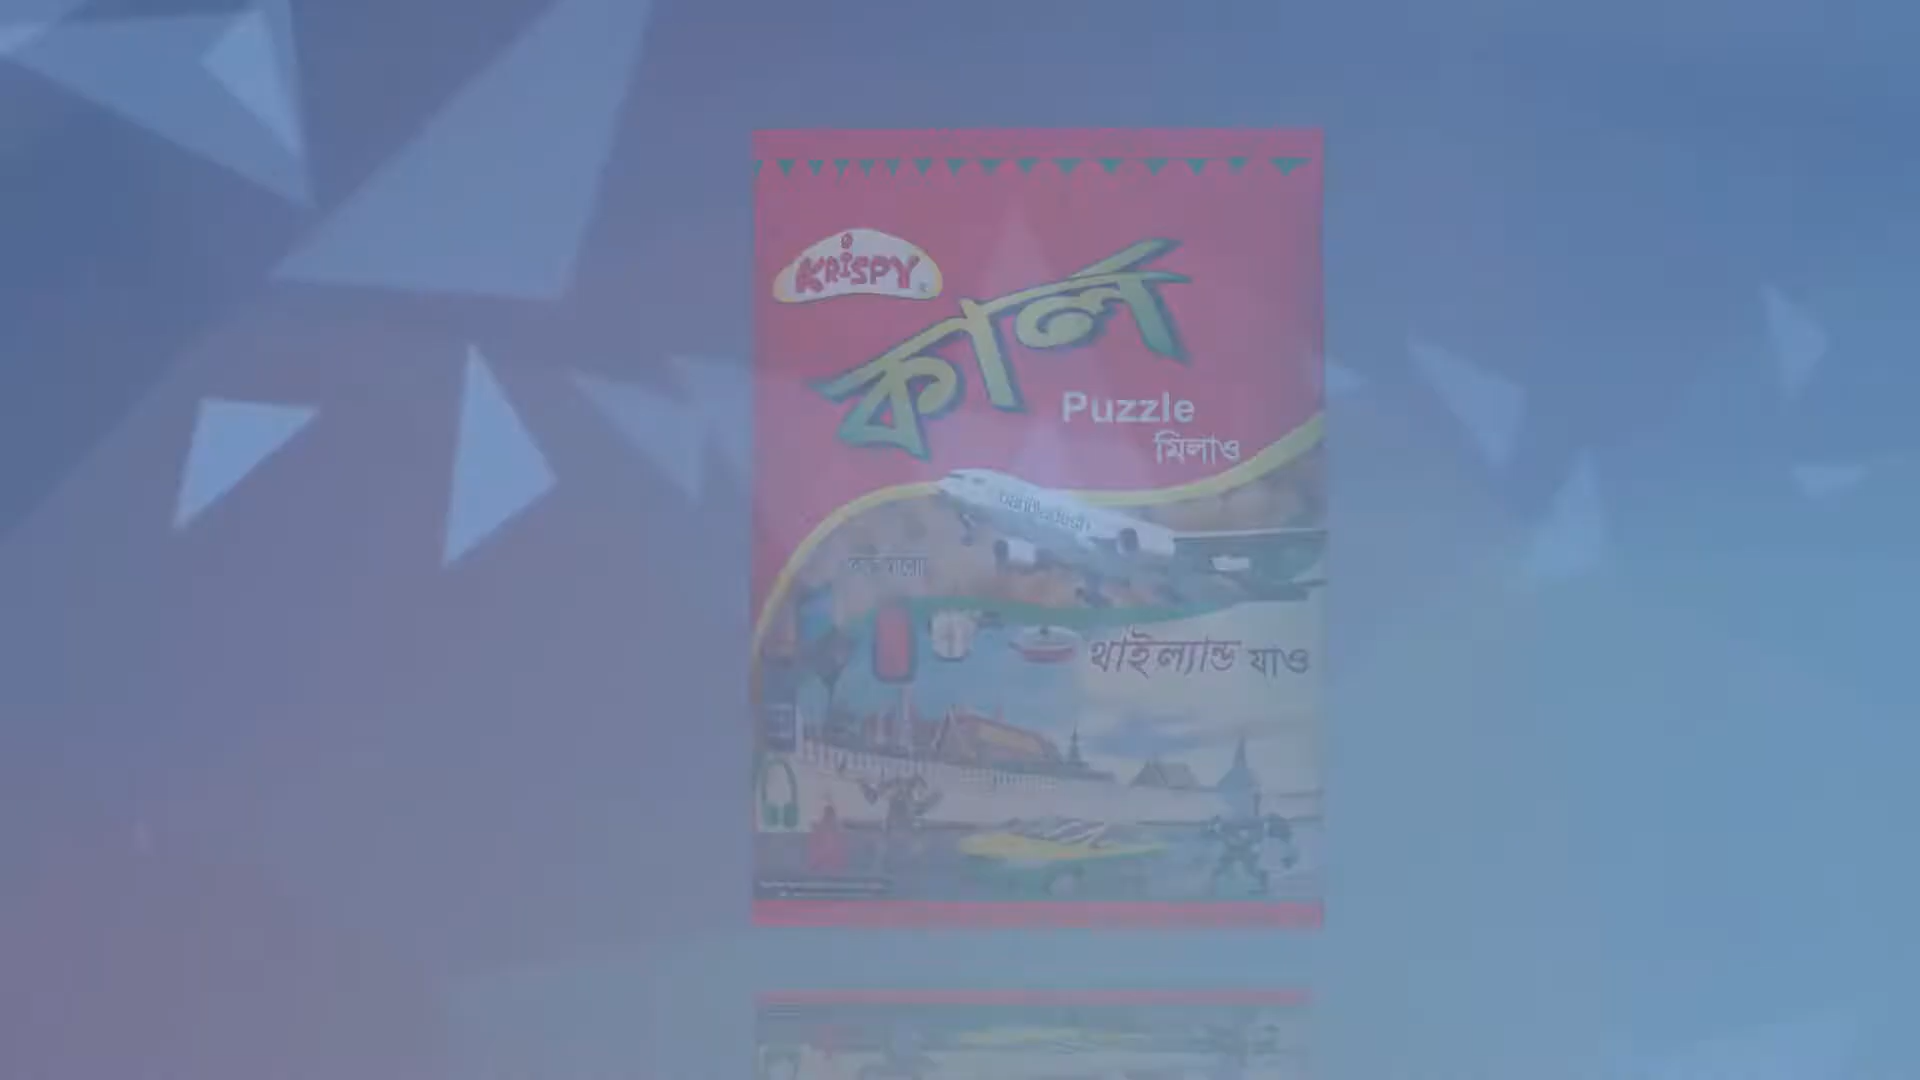 KRISPY
কার্ল
Puzzle
মিলাও
bangladesh
থাইল্যান্ড যাও